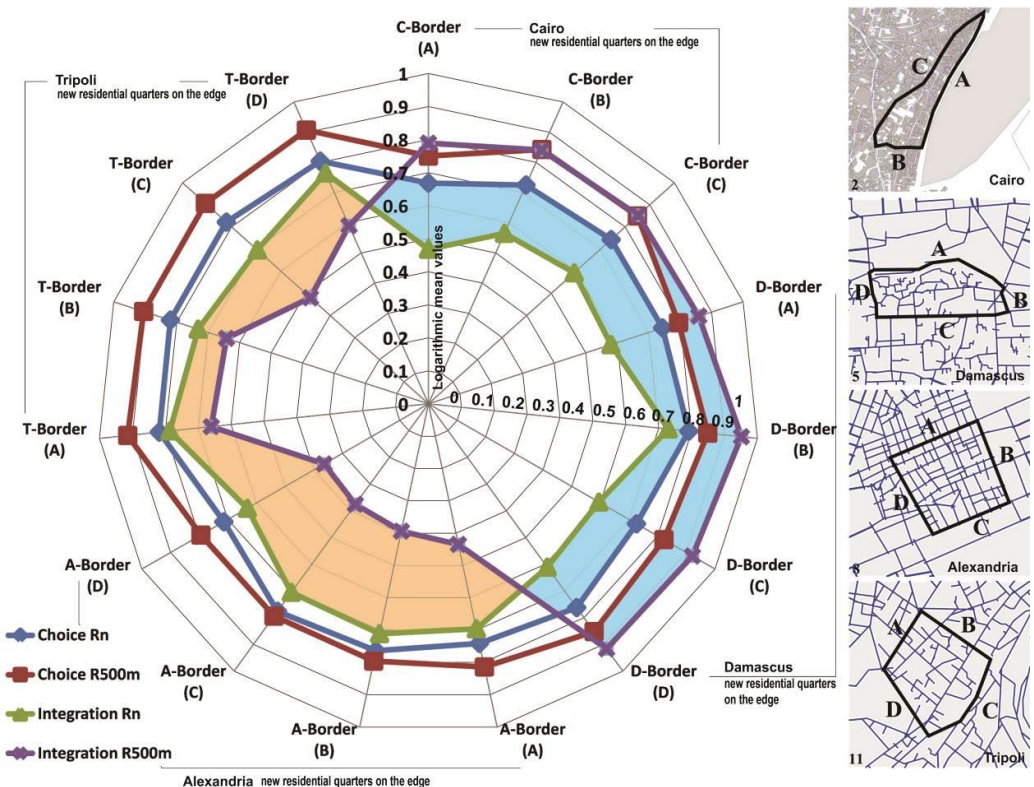 C-Border
(A)
Cairo
new residential quarters on the edge
T-Border
(D)
C-Border
(B)
Tripoli
new residential quarters on the edge
T-Border
(C)
C-Border
(C)
T-Border
(B)
D-Border
(A)
T-Border
(A)
D-Border
(B)
A-Border
(D)
D-Border
(C)
A-Border
(C)
D-Border
(D)
Damascus
new residential quarters
on the edge
A-Border
(B)
A-Border
(A)
Alexandria new residential quarters on the edge
1
0.9
0.8
0.7
0.6
0.5
0.4
0.3
0.2
0.1
0
Logarithmic mean values
0 0.1 0.2 0.3 0.4 0.5 0.6 0.7 0.8 0.9 1
Choice Rn
Choice R500m
Integration Rn
Integration R500m
C
A
B
2
Cairo
A
D
B
C
5
Damascus
A
B
D
C
8
Alexandria
A
B
D
C
11
Tripoli